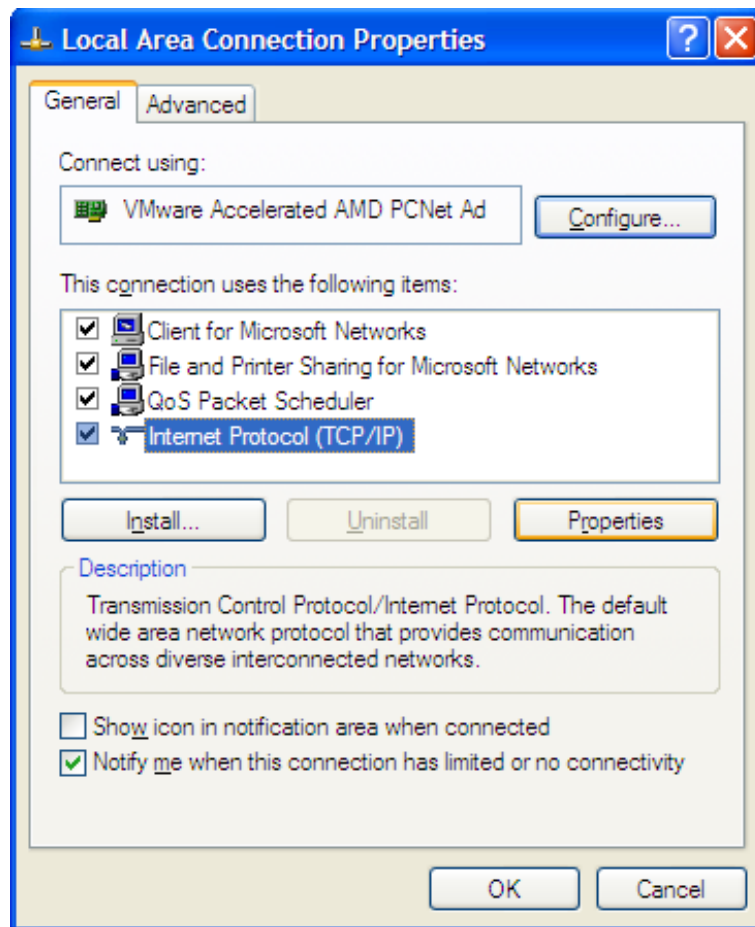 Local Area Connection Properties
General Advanced
Connect using:
VMware Accelerated AMD PCNet Ad
Configure...
This connection uses the following items:
Client for Microsoft Networks
File and Printer Sharing for Microsoft Networks
QoS Packet Scheduler
Internet Protocol (TCP/IP)
Install... Uninstall Properties
Description
Transmission Control Protocol/Internet Protocol. The default
wide area network protocol that provides communication
across diverse interconnected networks.
Show icon in notification area when connected
Notify me when this connection has limited or no connectivity
OK Cancel